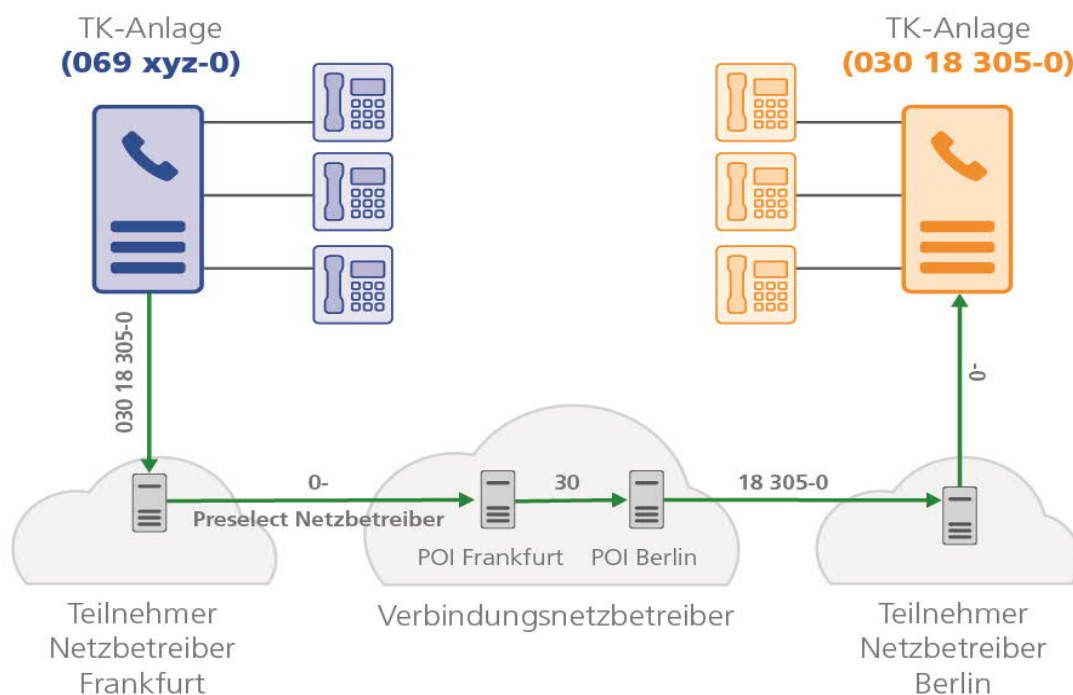 TK-Anlage
(069 xyz-0)
TK-Anlage
(030 18 305-0)
030 18 305-0
0-
0-
Preselect Netzbetreiber
30
18 305-0
POI Frankfurt
POI Berlin
Teilnehmer
Netzbetreiber
Frankfurt
Verbindungsnetzbetreiber
Teilnehmer
Netzbetreiber
Berlin